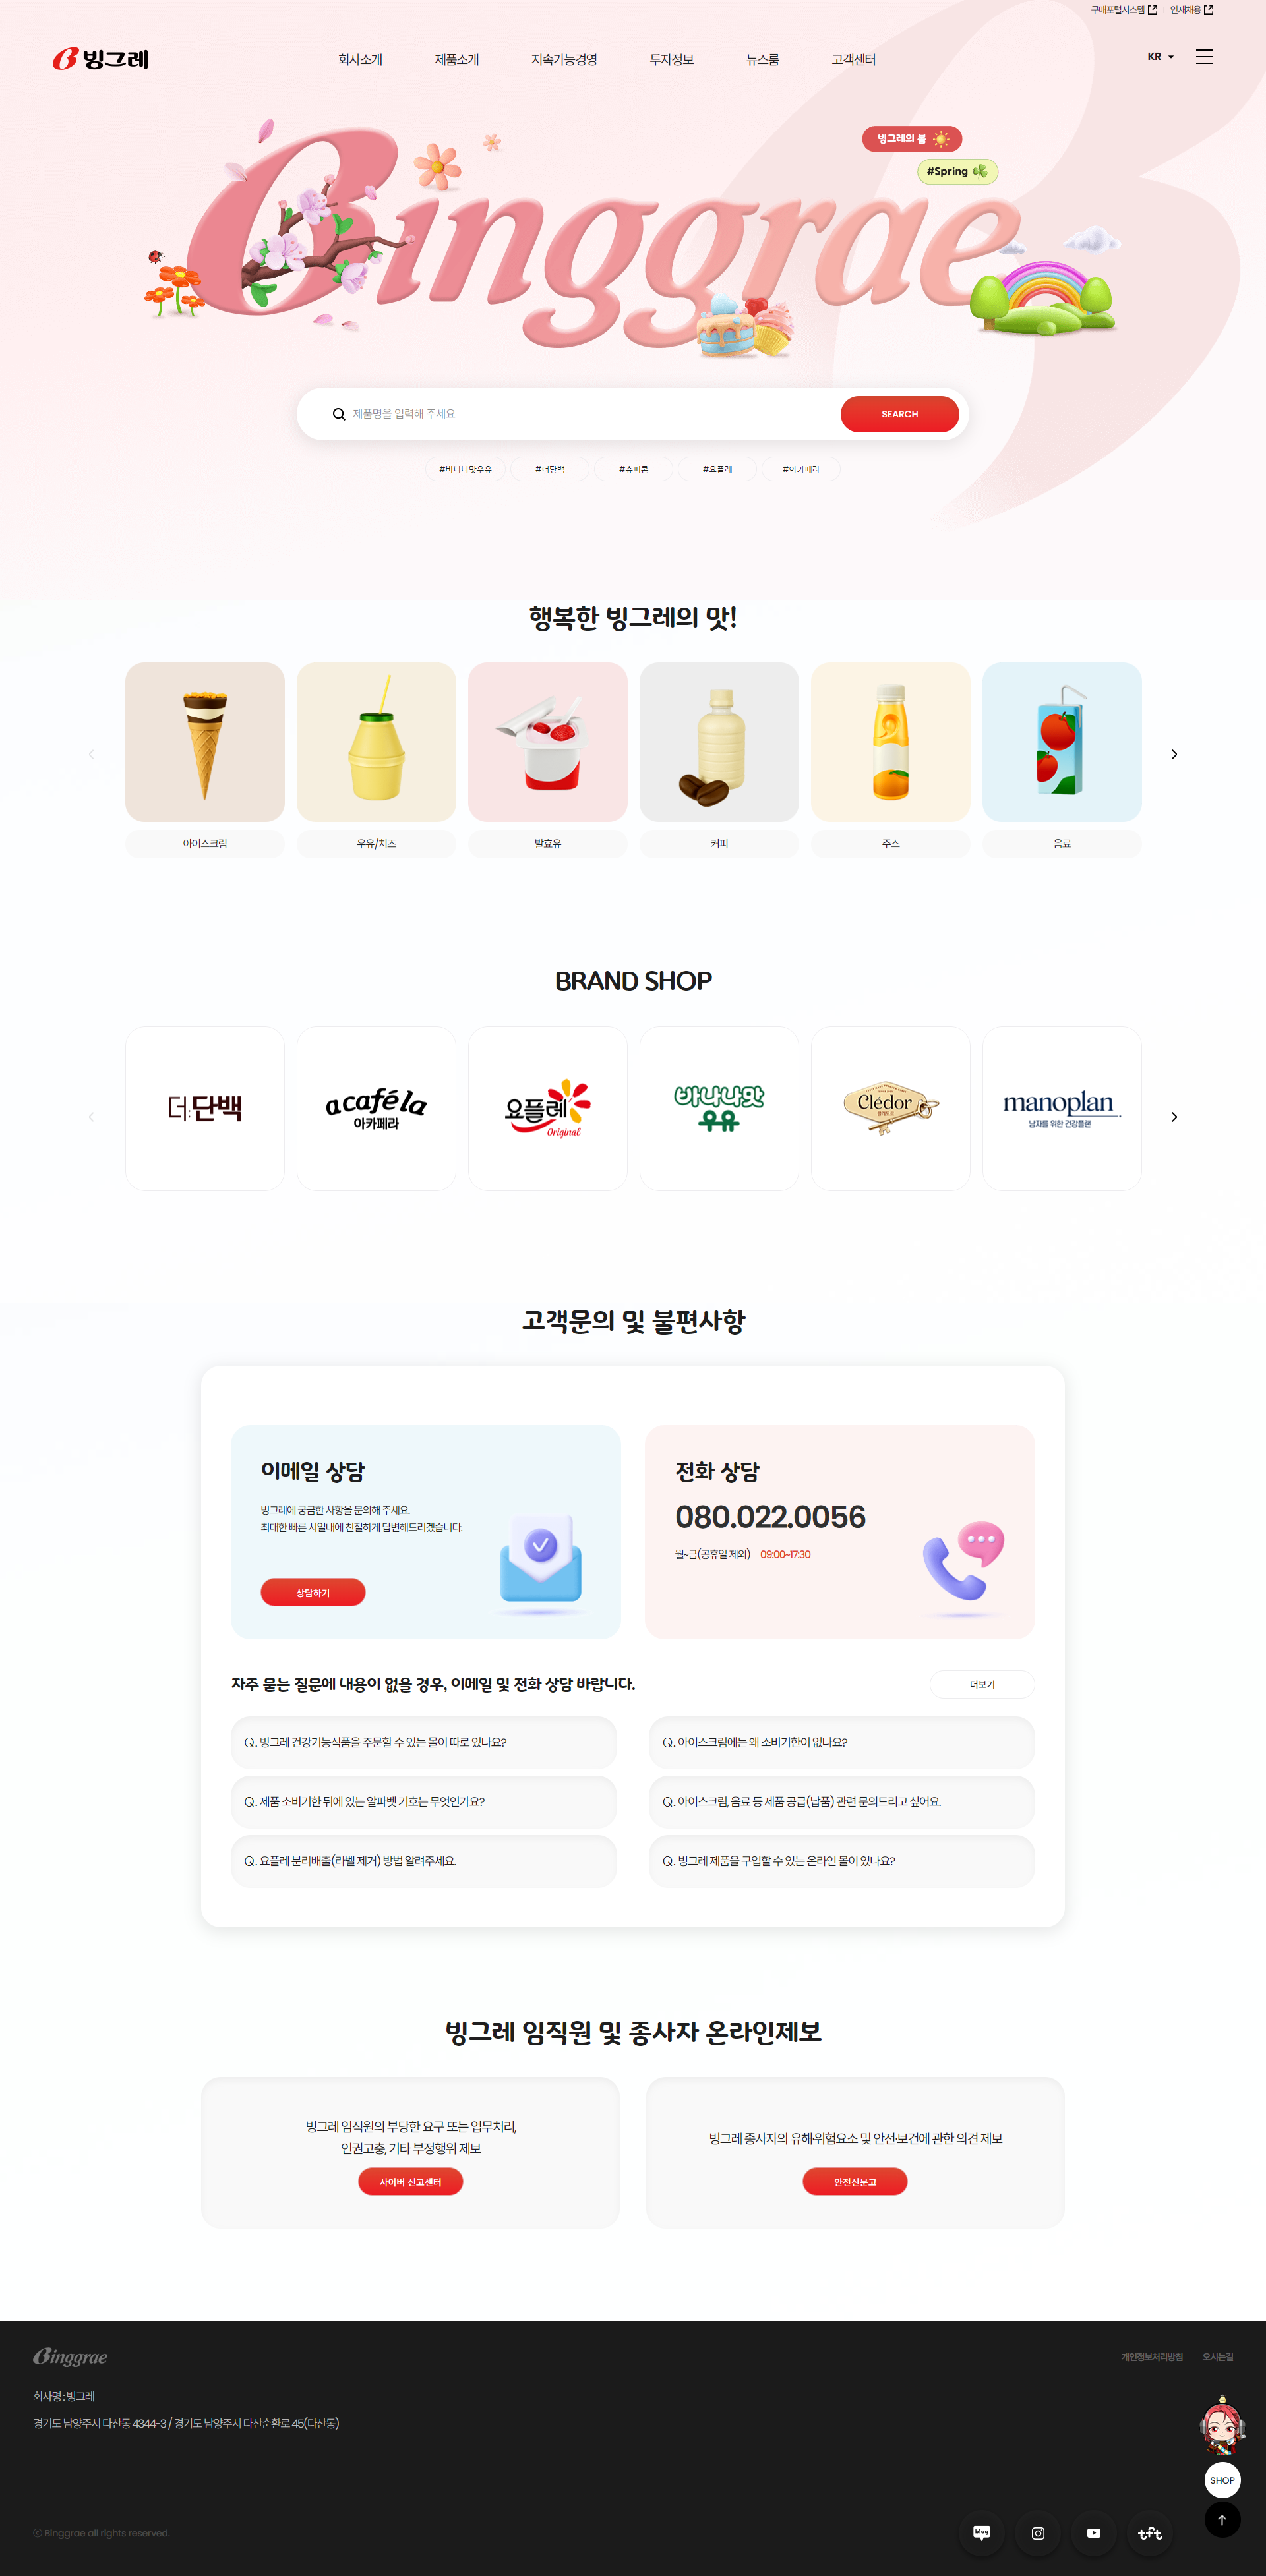 구매포털시스템
인재채용
빙그레
회사소개
제품소개
지속가능경영
투자정보
뉴스룸
고객센터
KR
빙그레의 봄
#Spring
Binggrae
제품명을 입력해 주세요
SEARCH
#바나나맛우유
#더단백
#슈퍼콘
#요플레
#아카페라
행복한 빙그레의 맛!
아이스크림
우유/치즈
발효유
커피
주스
음료
BRAND SHOP
더:단백
acaféla
아카페라
요플레
Original
바나나맛
우유
Clédor
끌레도르
manoplan
남자를 위한 건강플랜
고객문의 및 불편사항
이메일 상담
빙그레에 궁금한 사항을 문의해 주세요.
최대한 빠른 시일내에 친절하게 답변해드리겠습니다.
상담하기
전화 상담
080.022.0056
월~금(공휴일 제외) 09:00~17:30
자주 묻는 질문에 내용이 없을 경우, 이메일 및 전화 상담 바랍니다.
더보기
Q. 빙그레 건강기능식품을 주문할 수 있는 몰이 따로 있나요?
Q. 아이스크림에는 왜 소비기한이 없나요?
Q. 제품 소비기한 뒤에 있는 알파벳 기호는 무엇인가요?
Q. 아이스크림, 음료 등 제품 공급(납품) 관련 문의드리고 싶어요.
Q. 요플레 분리배출(라벨 제거) 방법 알려주세요.
Q. 빙그레 제품을 구입할 수 있는 온라인 몰이 있나요?
빙그레 임직원 및 종사자 온라인제보
빙그레 임직원의 부당한 요구 또는 업무처리,
인권고충, 기타 부정행위 제보
사이버 신고센터
빙그레 종사자의 유해·위험요소 및 안전·보건에 관한 의견 제보
안전신문고
Binggrae
개인정보처리방침
오시는길
회사명 : 빙그레
경기도 남양주시 다산동 4344-3 / 경기도 남양주시 다산순환로 45(다산동)
SHOP
ⓒ Binggrae all rights reserved.
blog
tft